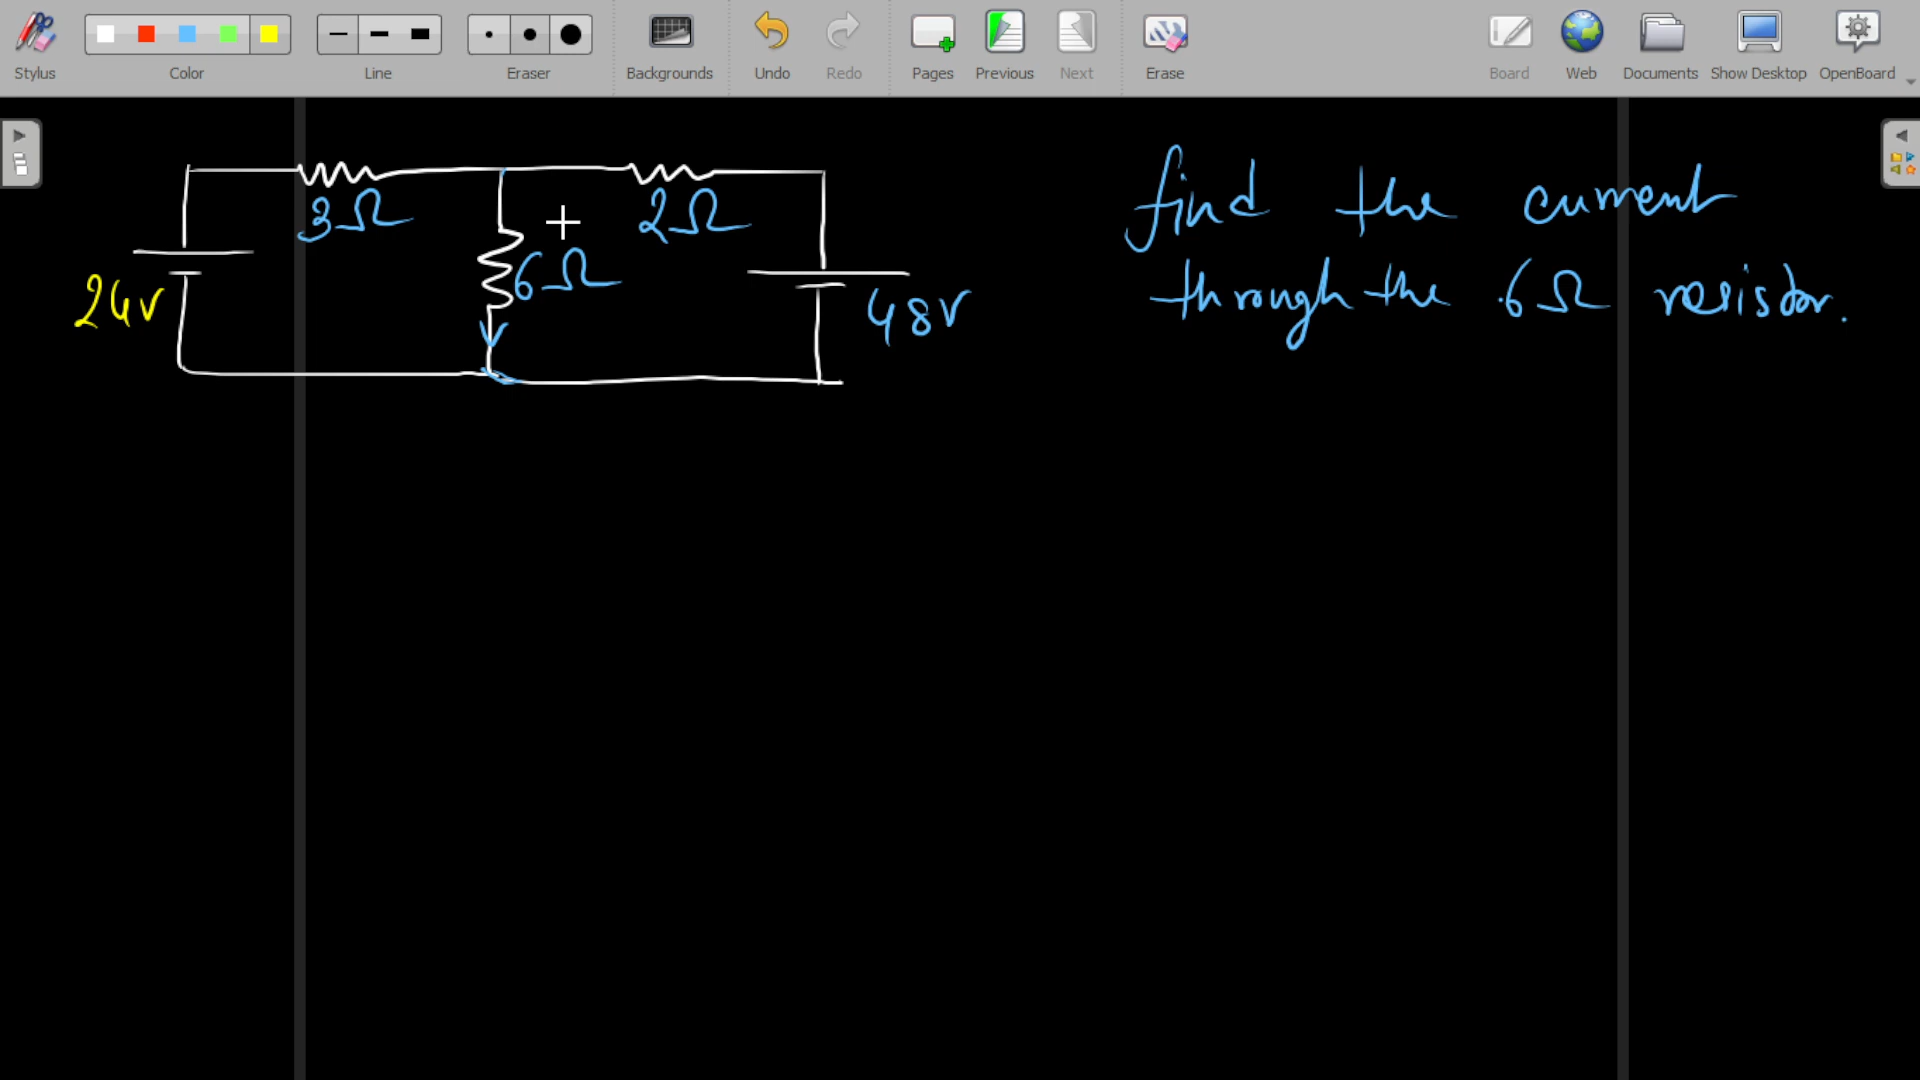 Stylus
Color
Line
Eraser
Backgrounds
Undo
Redo
Pages
Previous
Next
Erase
Board
Web
Documents
Show Desktop
OpenBoard
3Ω
2Ω
6Ω
24v
48v
find the current
through the 6Ω resistor.